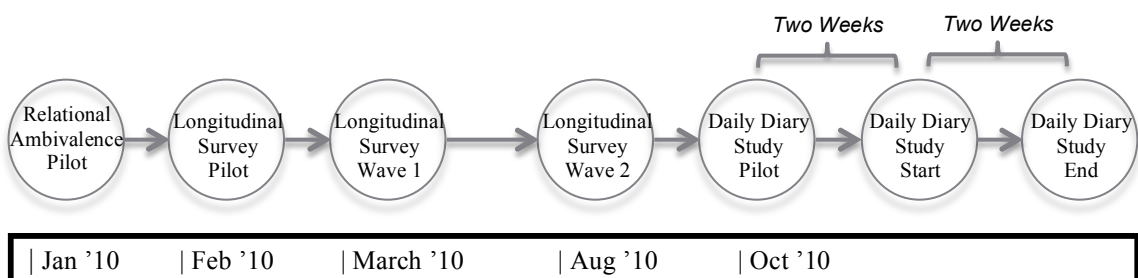 Two Weeks
Two Weeks
Relational
Ambivalence
Pilot
Longitudinal
Survey
Pilot
Longitudinal
Survey
Wave 1
Longitudinal
Survey
Wave 2
Daily Diary
Study
Pilot
Daily Diary
Study
Start
Daily Diary
Study
End
| Jan ’10 | Feb ’10 | March ’10 | Aug ’10 | Oct ’10